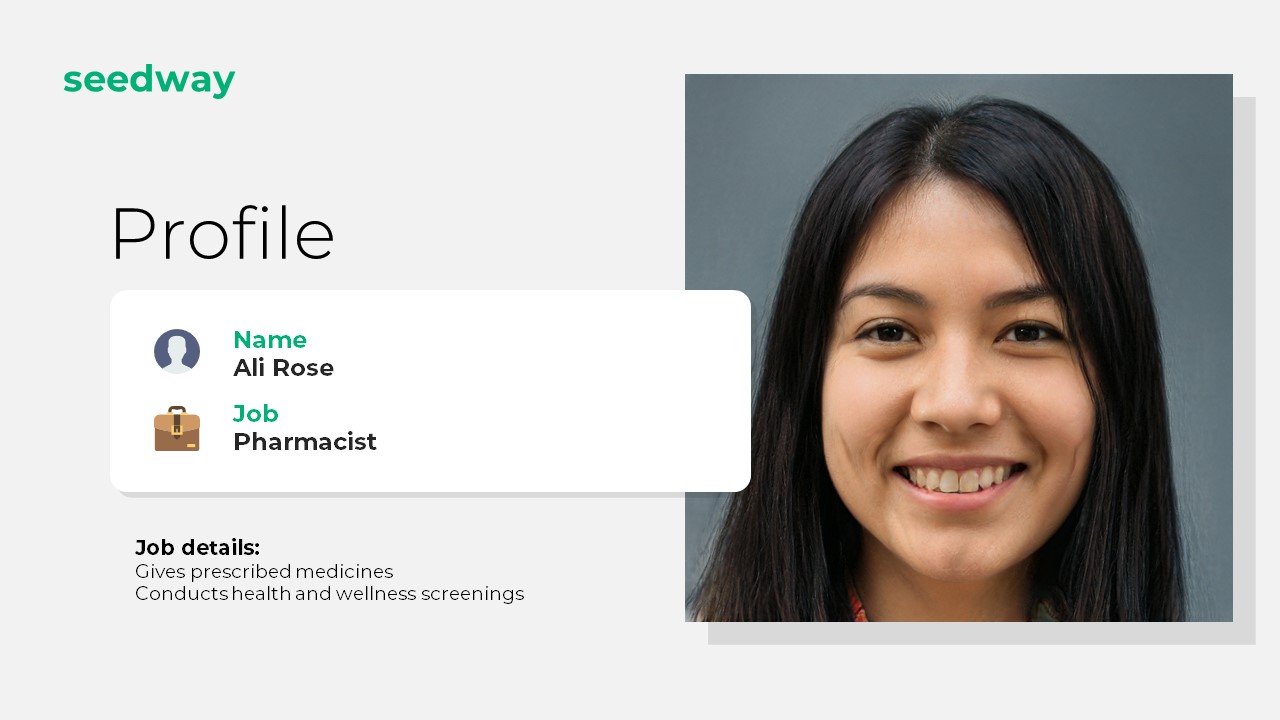 seedway
Profile
Name
Ali Rose
Job
Pharmacist
Job details:
Gives prescribed medicines
Conducts health and wellness screenings